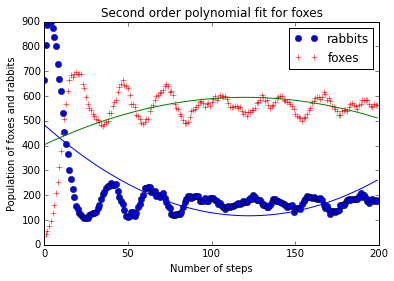 Second order polynomial fit for foxes
rabbits
foxes
Population of foxes and rabbits
900
800
700
600
500
400
300
200
100
0
0 50 100 150 200
Number of steps